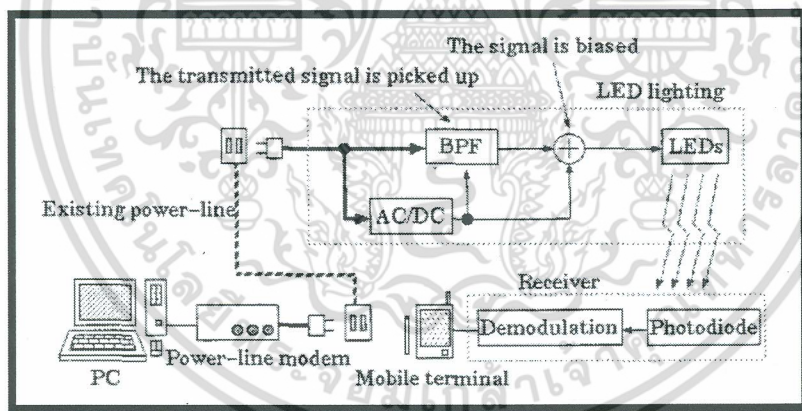 The signal is biased
The transmitted signal is picked up
LED lighting
BPF
LEDs
Existing power-line
AC/DC
Receiver
Demodulation
Photodiode
Power-line modem
PC
Mobile terminal